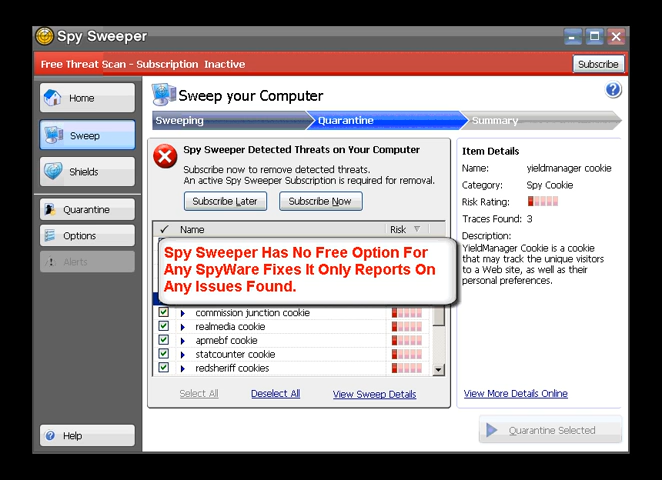 Spy Sweeper
Free Threat Scan - Subscription Inactive
Subscribe
Home
Sweep
Shields
Quarantine
Options
Alerts
Help
Sweep your Computer
?
Sweeping
Quarantine
Summary
Spy Sweeper Detected Threats on Your Computer
Subscribe now to remove detected threats.
An active Spy Sweeper Subscription is required for removal.
Subscribe Later
Subscribe Now
Name
Risk
Spy Sweeper Has No Free Option For
Any SpyWare Fixes It Only Reports On
Any Issues Found.
commission junction cookie
realmedia cookie
apmebf cookie
statcounter cookie
redsheriff cookies
Select All
Deselect All
View Sweep Details
Item Details
Name: yieldmanager cookie
Category: Spy Cookie
Risk Rating:
Traces Found: 3
Description:
YieldManager Cookie is a cookie
that may track the unique visitors
to a Web site, as well as their
personal preferences.
View More Details Online
Quarantine Selected